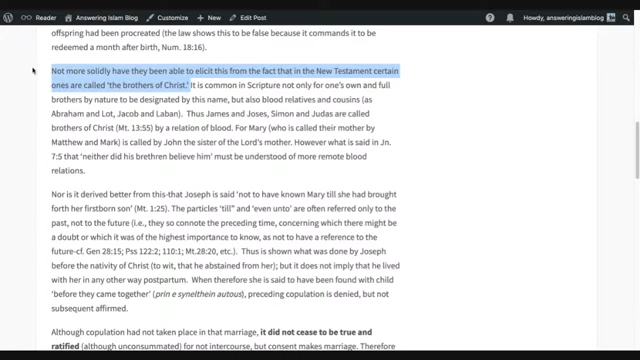 Reader
Answering Islam Blog
Customize
New
Edit Post
Howdy, answeringislamblog
offspring had been procreated (the law shows this to be false because it commands it to be
redeemed a month after birth, Num. 18:16).
Not more solidly have they been able to elicit this from the fact that in the New Testament certain
ones are called ‘the brothers of Christ.’ It is common in Scripture not only for one’s own and full
brothers by nature to be designated by this name, but also blood relatives and cousins (as
Abraham and Lot, Jacob and Laban). Thus James and Joses, Simon and Judas are called
brothers of Christ (Mt. 13:55) by a relation of blood. For Mary (who is called their mother by
Matthew and Mark) is called by John the sister of the Lord’s mother. However what is said in Jn.
7:5 that ‘neither did his brethren believe him’ must be understood of more remote blood
relations.
Nor is it derived better from this-that Joseph is said ‘not to have known Mary till she had brought
forth her firstborn son’ (Mt. 1:25). The particles “till” and “even unto” are often referred only to the
past, not to the future (i.e., they so connote the preceding time, concerning which there might be
a doubt or which it was of the highest importance to know, as not to have a reference to the
future-cf. Gen 28:15; Pss 122:2; 110:1; Mt.28:20, etc.). Thus is shown what was done by Joseph
before the nativity of Christ (to wit, that he abstained from her); but it does not imply that he lived
with her in any other way postpartum. When therefore she is said to have been found with child
‘before they came together’ (prin e synelthein autous), preceding copulation is denied, but not
subsequent affirmed.
Although copulation had not taken place in that marriage, it did not cease to be true and
ratified (although unconsummated) for not intercourse, but consent makes marriage. Therefore